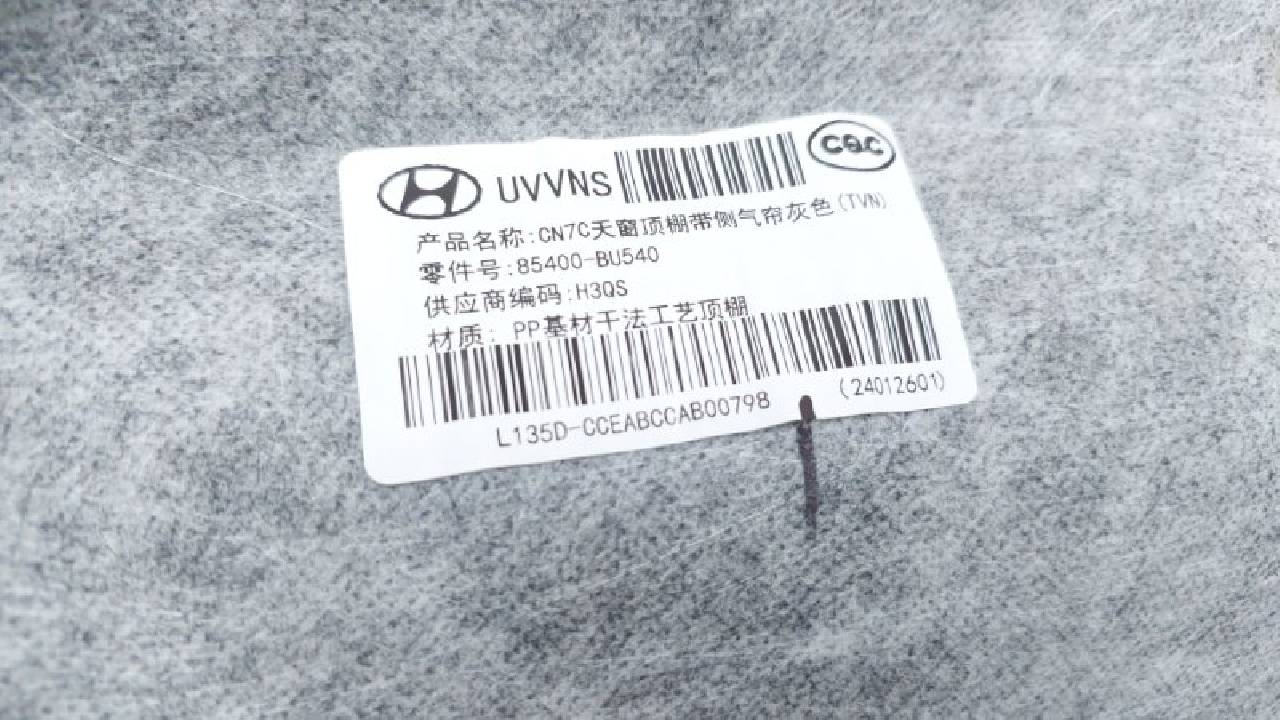 UVVNS
CQC
产品名称:CN7C天窗顶棚带侧气帘灰色(TVN)
零件号:85400-BU540
供应商编码:H3QS
材质: PP基材干法工艺顶棚
L135D-CCEABCCAB00798 (24012601)